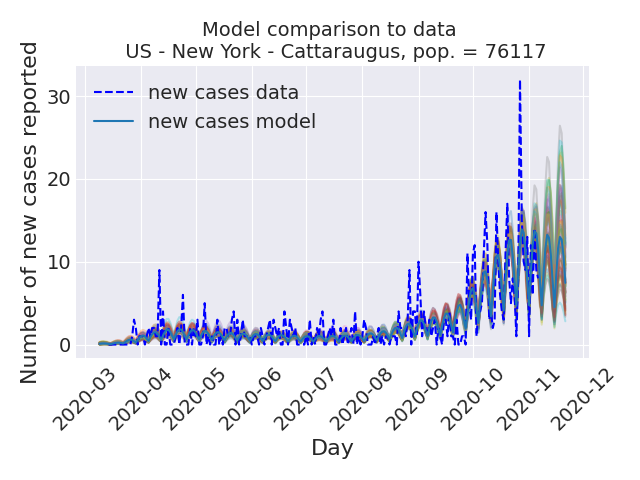 Model comparison to data
US - New York - Cattaraugus, pop. = 76117
new cases data
new cases model
Number of new cases reported
30
20
10
0
2020-03
2020-04
2020-05
2020-06
2020-07
2020-08
2020-09
2020-10
2020-11
2020-12
Day